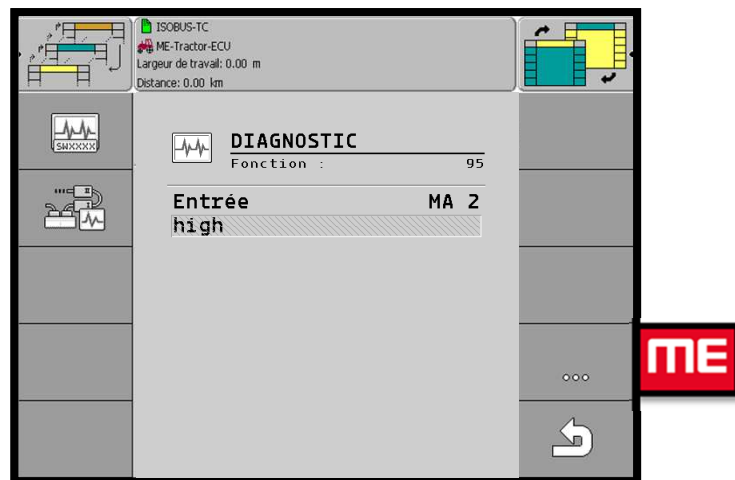 ISOBUS-TC
ME-Tractor-ECU
Largeur de travail: 0.00 m
Distance: 0.00 km
SWXXXX
DIAGNOSTIC
Fonction : 95
Entrée MA 2
high
ME